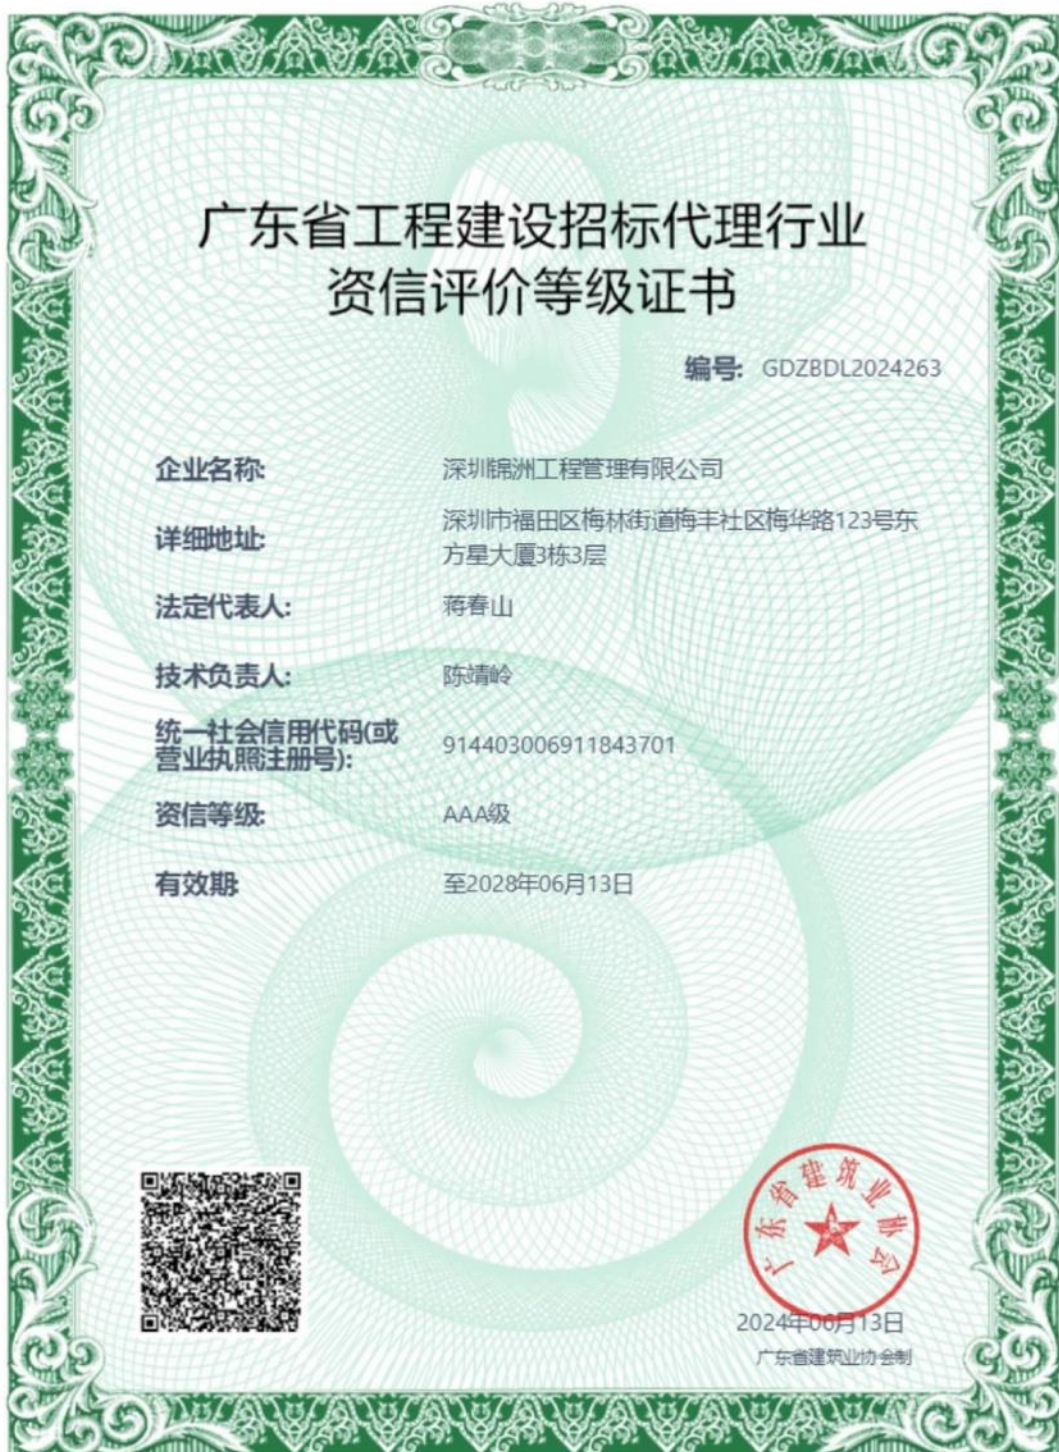 广东省工程建设招标代理行业
资信评价等级证书
编号: GDZBDL2024263
企业名称: 深圳锦洲工程管理有限公司
详细地址: 深圳市福田区梅林街道梅丰社区梅华路123号东
方星大厦3栋3层
法定代表人: 蒋春山
技术负责人: 陈靖岭
统一社会信用代码(或
营业执照注册号): 914403006911843701
资信等级: AAA级
有效期: 至2028年06月13日
广东省建筑业协会
2024年06月13日
广东省建筑业协会制